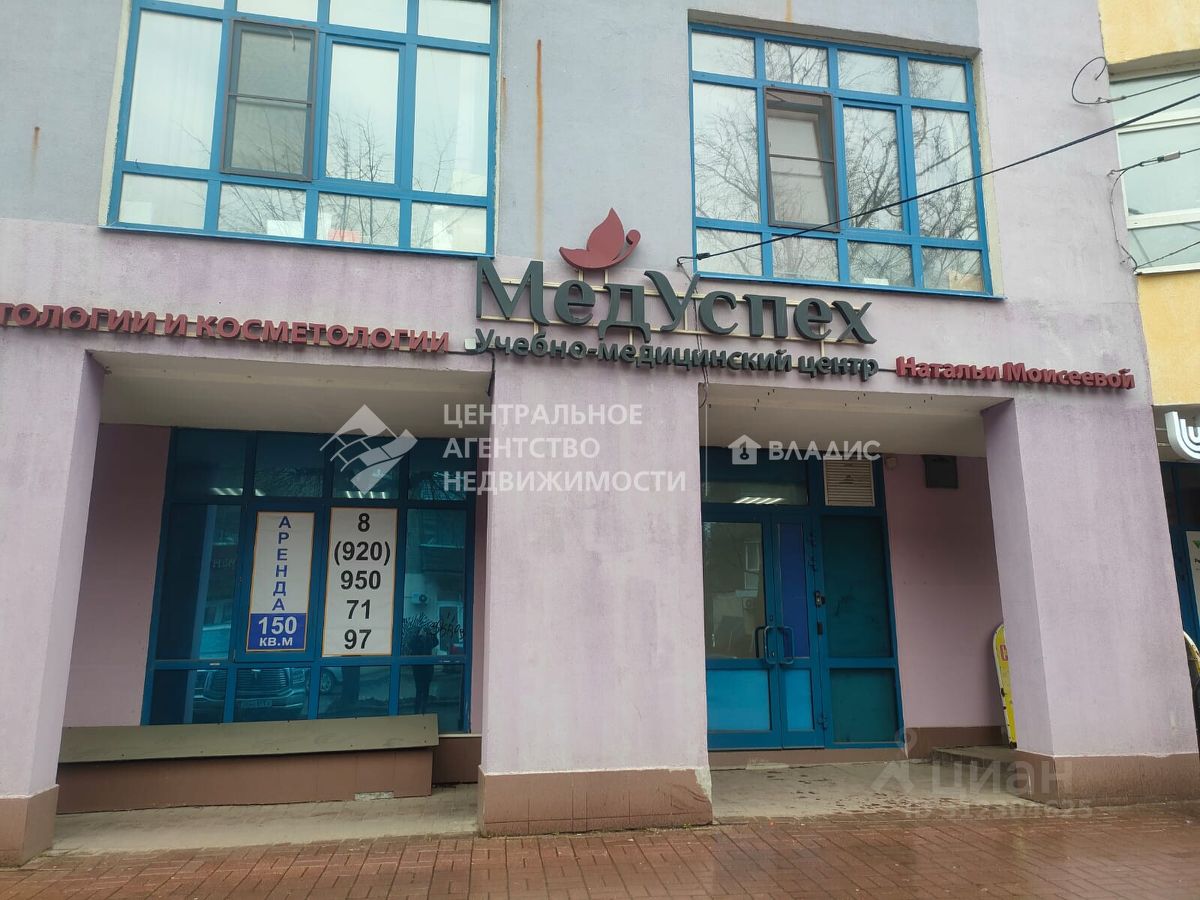 МедУспех
тологии и косметологии
Учебно-медицинский центр
Натальи Моисеевой
ЦЕНТРАЛЬНОЕ
АГЕНТСТВО
НЕДВИЖИМОСТИ
ВЛАДИС
АРЕНДА
150
КВ.М
8
(920)
950
71
97
циан